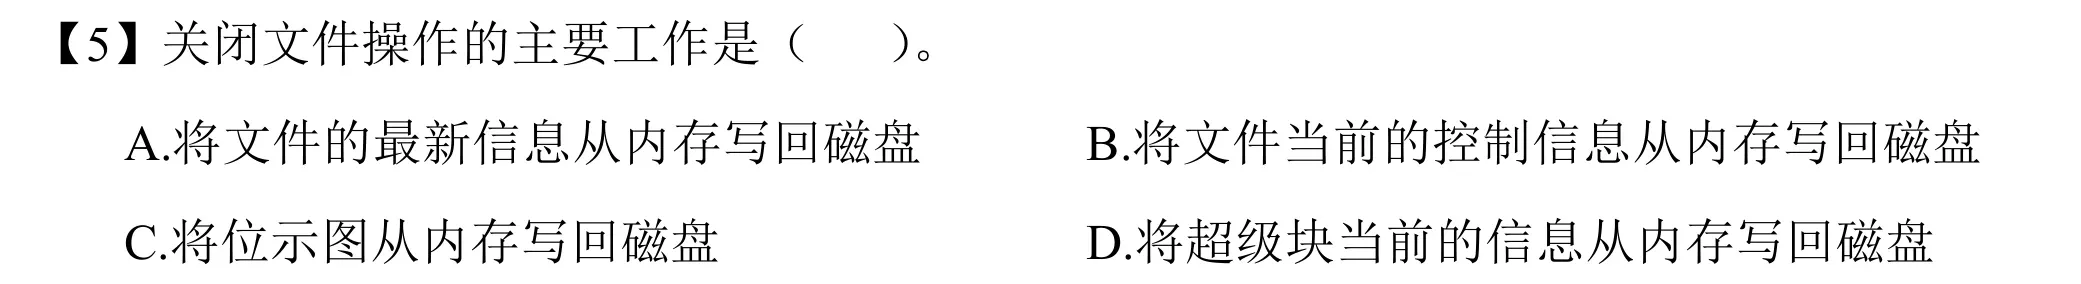 【5】关闭文件操作的主要工作是（    ）。
A.将文件的最新信息从内存写回磁盘    B.将文件当前的控制信息从内存写回磁盘
C.将位示图从内存写回磁盘    D.将超级块当前的信息从内存写回磁盘